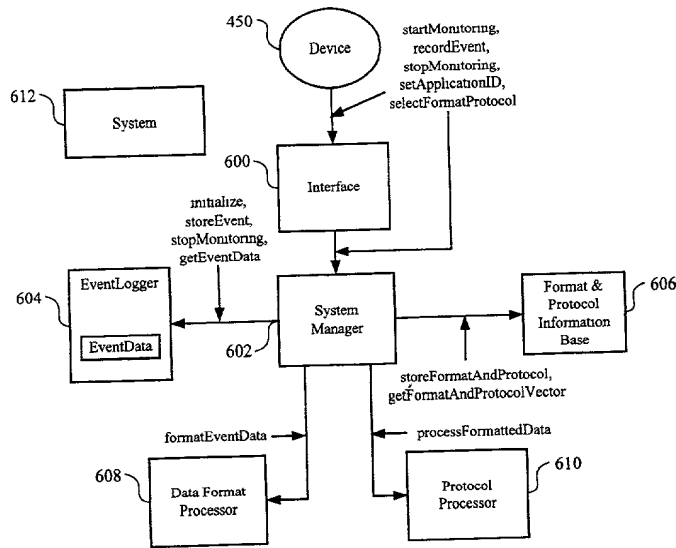 450
Device
startMonitoring,
recordEvent,
stopMonitoring,
setApplicationID,
selectFormatProtocol
612
System
600
Interface
initialize,
storeEvent,
stopMonitoring,
getEventData
604
EventLogger
EventData
602
System
Manager
Format &
Protocol
Information
Base
606
storeFormatAndProtocol,
getFormatAndProtocolVector
formatEventData
processFormattedData
608
Data Format
Processor
Protocol
Processor
610